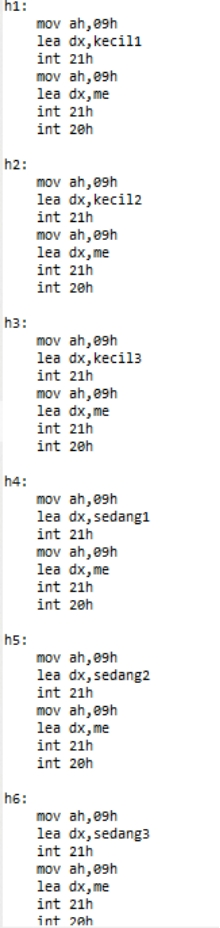 h1:
mov ah,09h
lea dx,kecil1
int 21h
mov ah,09h
lea dx,me
int 21h
int 20h
h2:
mov ah,09h
lea dx,kecil2
int 21h
mov ah,09h
lea dx,me
int 21h
int 20h
h3:
mov ah,09h
lea dx,kecil3
int 21h
mov ah,09h
lea dx,me
int 21h
int 20h
h4:
mov ah,09h
lea dx,sedang1
int 21h
mov ah,09h
lea dx,me
int 21h
int 20h
h5:
mov ah,09h
lea dx,sedang2
int 21h
mov ah,09h
lea dx,me
int 21h
int 20h
h6:
mov ah,09h
lea dx,sedang3
int 21h
mov ah,09h
lea dx,me
int 21h
int 20h